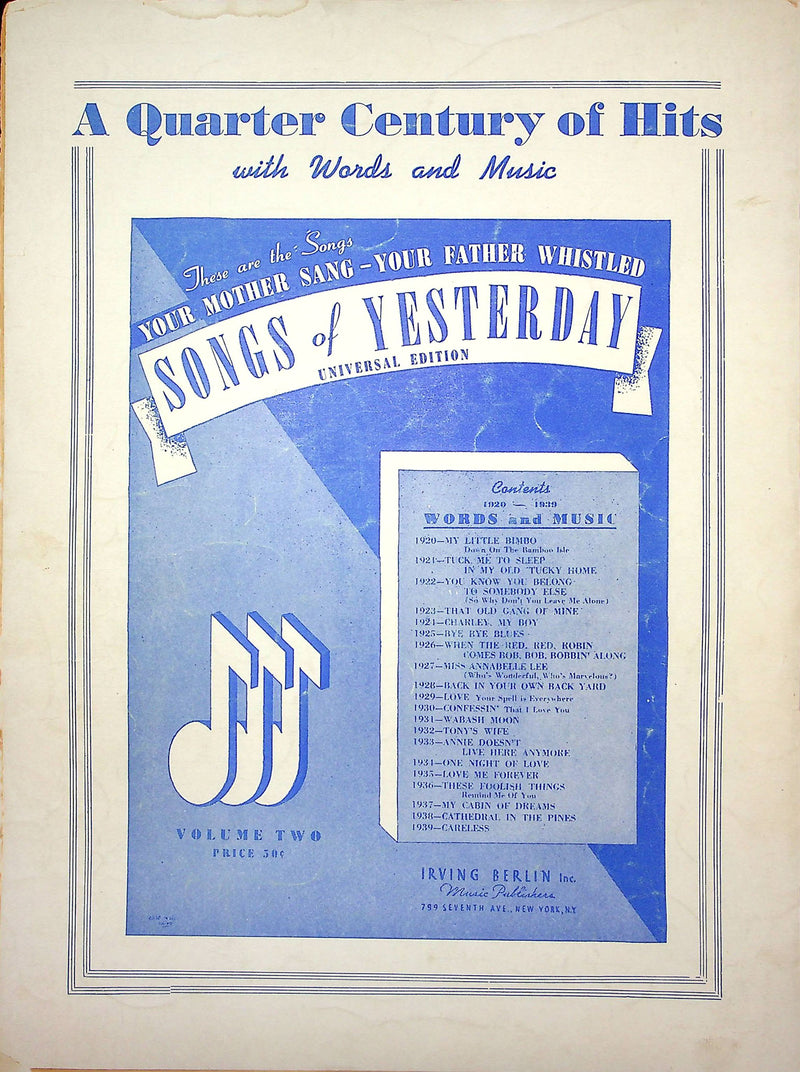 A Quarter Century of Hits
with Words and Music
These are the Songs
YOUR MOTHER SANG - YOUR FATHER WHISTLED
SONGS of YESTERDAY
UNIVERSAL EDITION
Contents
1920 — 1939
WORDS and MUSIC
1920—MY LITTLE BIMBO
Down On The Bamboo Isle
1921—TUCK ME TO SLEEP
IN MY OLD 'TUCKY HOME
1922—YOU KNOW YOU BELONG
TO SOMEBODY ELSE
(So Why Don't You Leave Me Alone)
1923—THAT OLD GANG OF MINE
1924—CHARLEY, MY BOY
1925—BYE BYE BLUES
1926—WHEN THE RED, RED, ROBIN
COMES BOB, BOB, BOBBIN' ALONG
1927—MISS ANNABELLE LEE
(Who's Wonderful, Who's Marvelous?)
1928—BACK IN YOUR OWN BACK YARD
1929—LOVE Your Spell is Everywhere
1930—CONFESSIN' That I Love You
1931—WABASH MOON
1932—TONY'S WIFE
1933—ANNIE DOESN'T
LIVE HERE ANYMORE
1934—ONE NIGHT OF LOVE
1935—LOVE ME FOREVER
1936—THESE FOOLISH THINGS
Remind Me Of You
1937—MY CABIN OF DREAMS
1938—CATHEDRAL IN THE PINES
1939—CARELESS
VOLUME TWO
PRICE 50¢
IRVING BERLIN Inc.
Music Publishers
799 SEVENTH AVE., NEW YORK, N.Y.